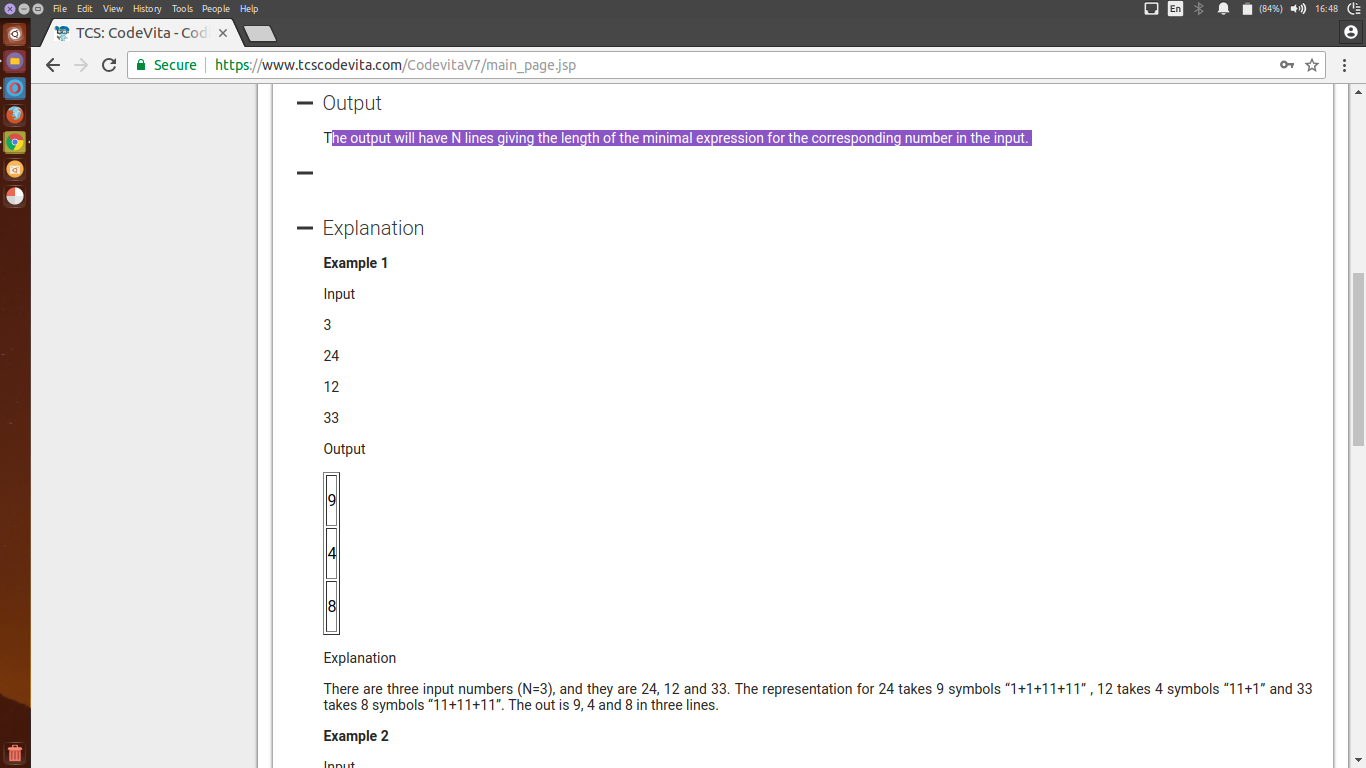 File Edit View History Tools People Help
En (84%) 16:48
TCS: CodeVita - Cod
Secure https://www.tcscodevita.com/CodevitaV7/main_page.jsp
Output
The output will have N lines giving the length of the minimal expression for the corresponding number in the input.
Explanation
Example 1
Input
3
24
12
33
Output
9
4
8
Explanation
There are three input numbers (N=3), and they are 24, 12 and 33. The representation for 24 takes 9 symbols “1+1+11+11” , 12 takes 4 symbols “11+1” and 33
takes 8 symbols “11+11+11”. The out is 9, 4 and 8 in three lines.
Example 2
Input